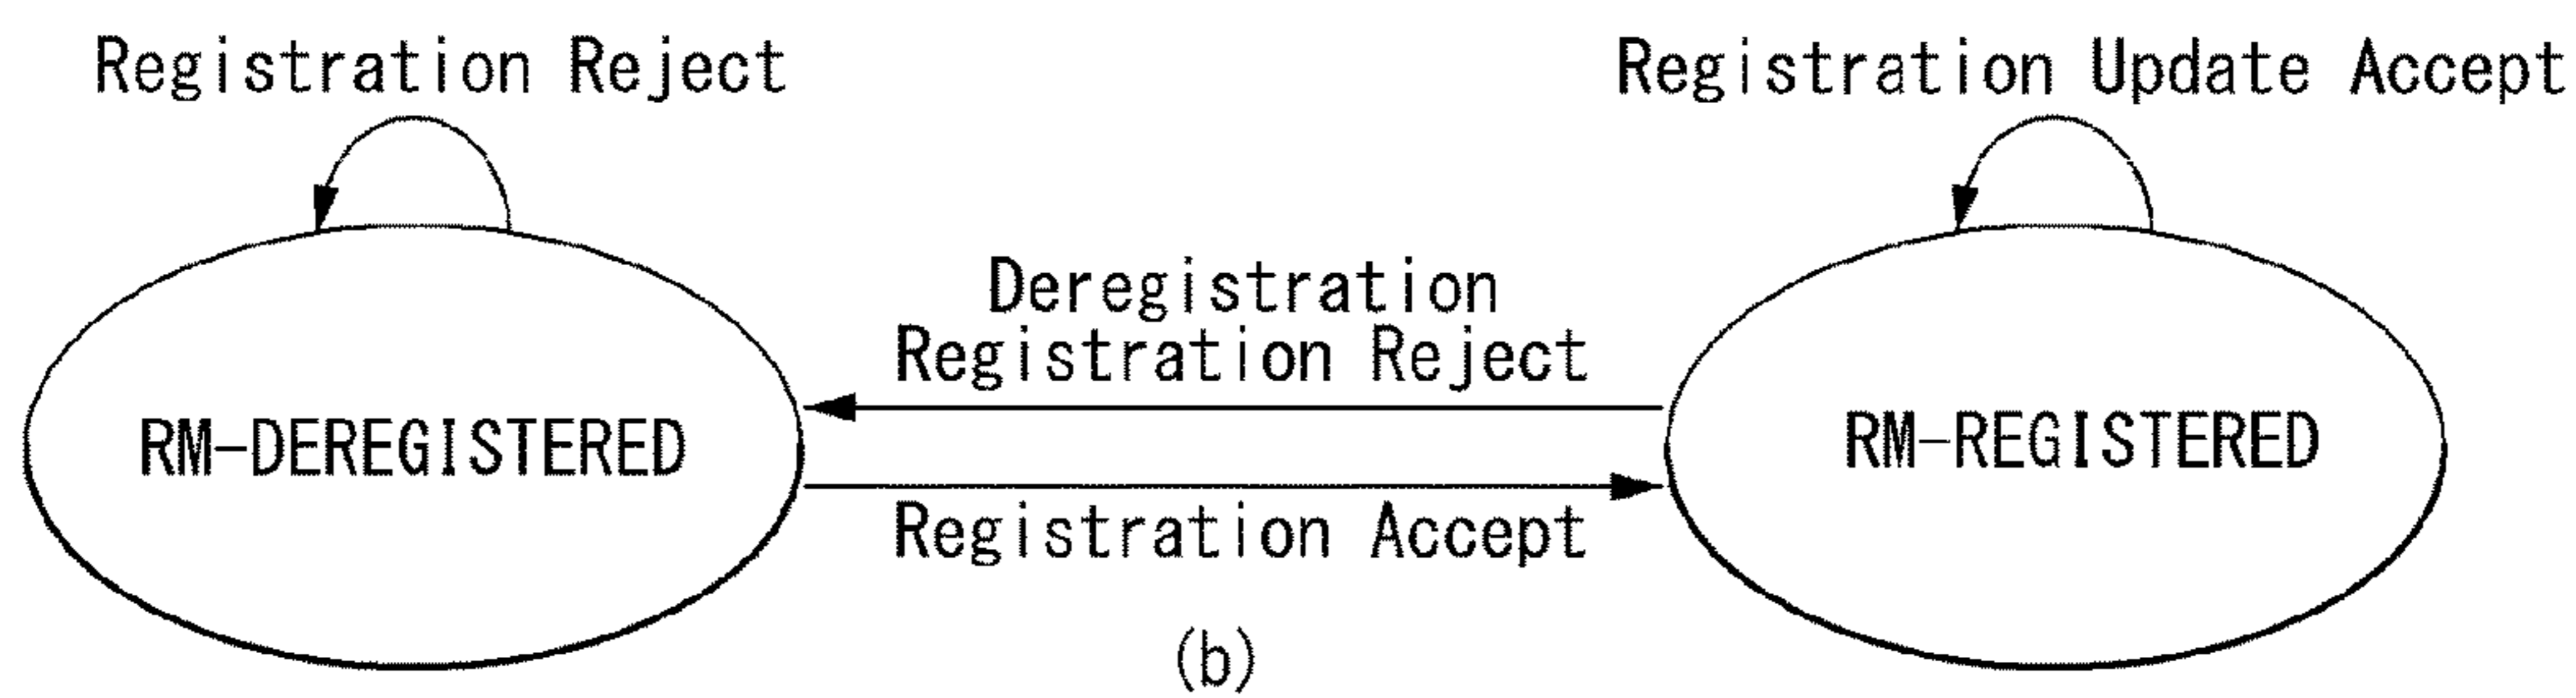 Registration Reject
Registration Update Accept
Deregistration
Registration Reject
RM-DEREGISTERED
RM-REGISTERED
Registration Accept
(b)